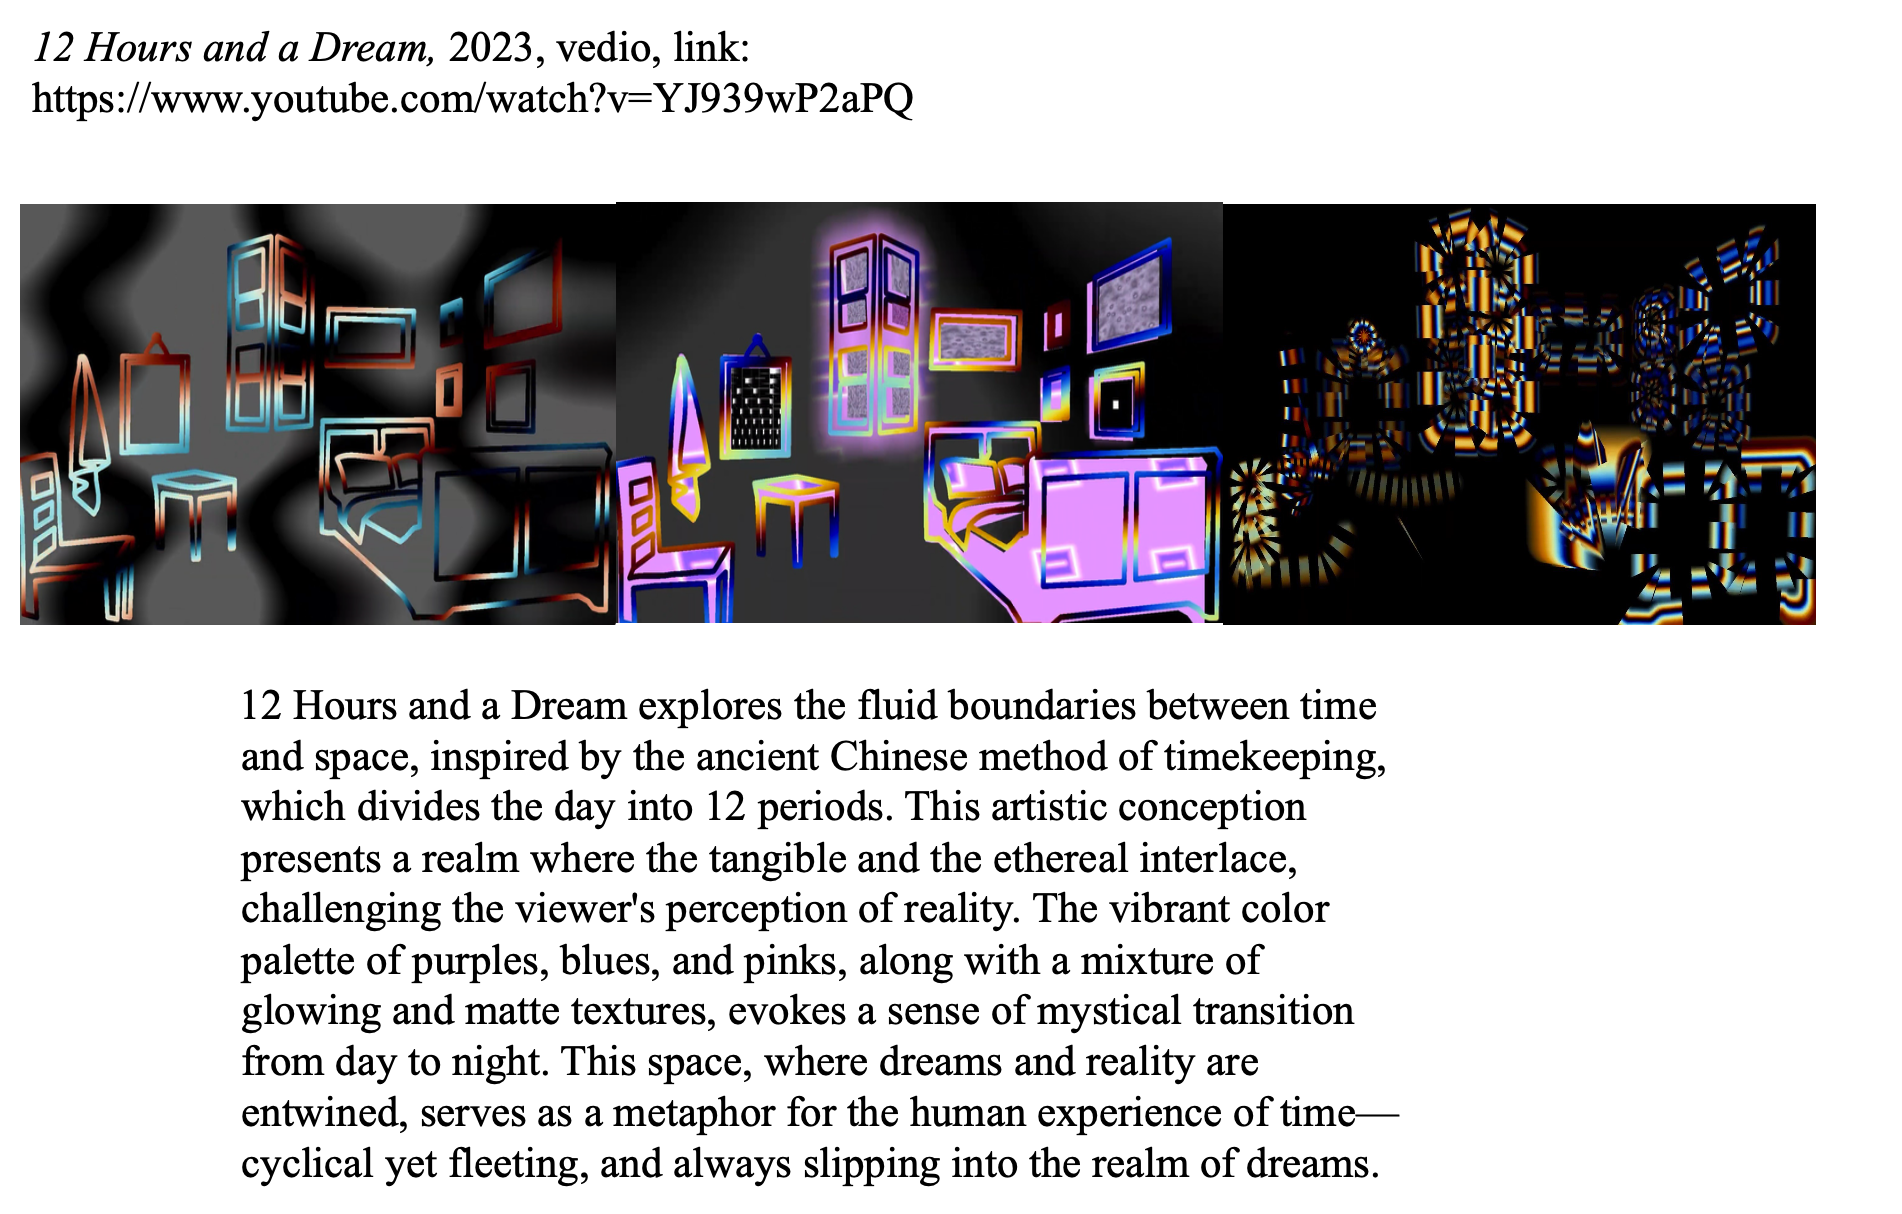 12 Hours and a Dream, 2023, vedio, link:
https://www.youtube.com/watch?v=YJ939wP2aPQ
12 Hours and a Dream explores the fluid boundaries between time
and space, inspired by the ancient Chinese method of timekeeping,
which divides the day into 12 periods. This artistic conception
presents a realm where the tangible and the ethereal interlace,
challenging the viewer's perception of reality. The vibrant color
palette of purples, blues, and pinks, along with a mixture of
glowing and matte textures, evokes a sense of mystical transition
from day to night. This space, where dreams and reality are
entwined, serves as a metaphor for the human experience of time—
cyclical yet fleeting, and always slipping into the realm of dreams.